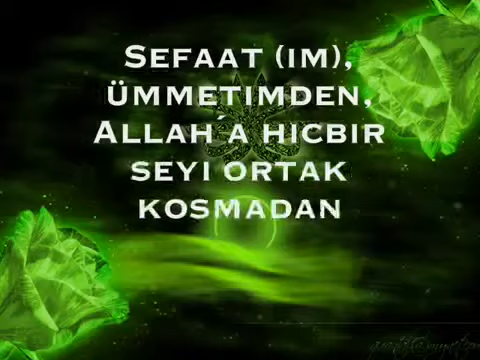 SEFAAT (IM),
ÜMMETIMDEN,
ALLAH´A HICBIR
SEYI ORTAK
KOSMADAN